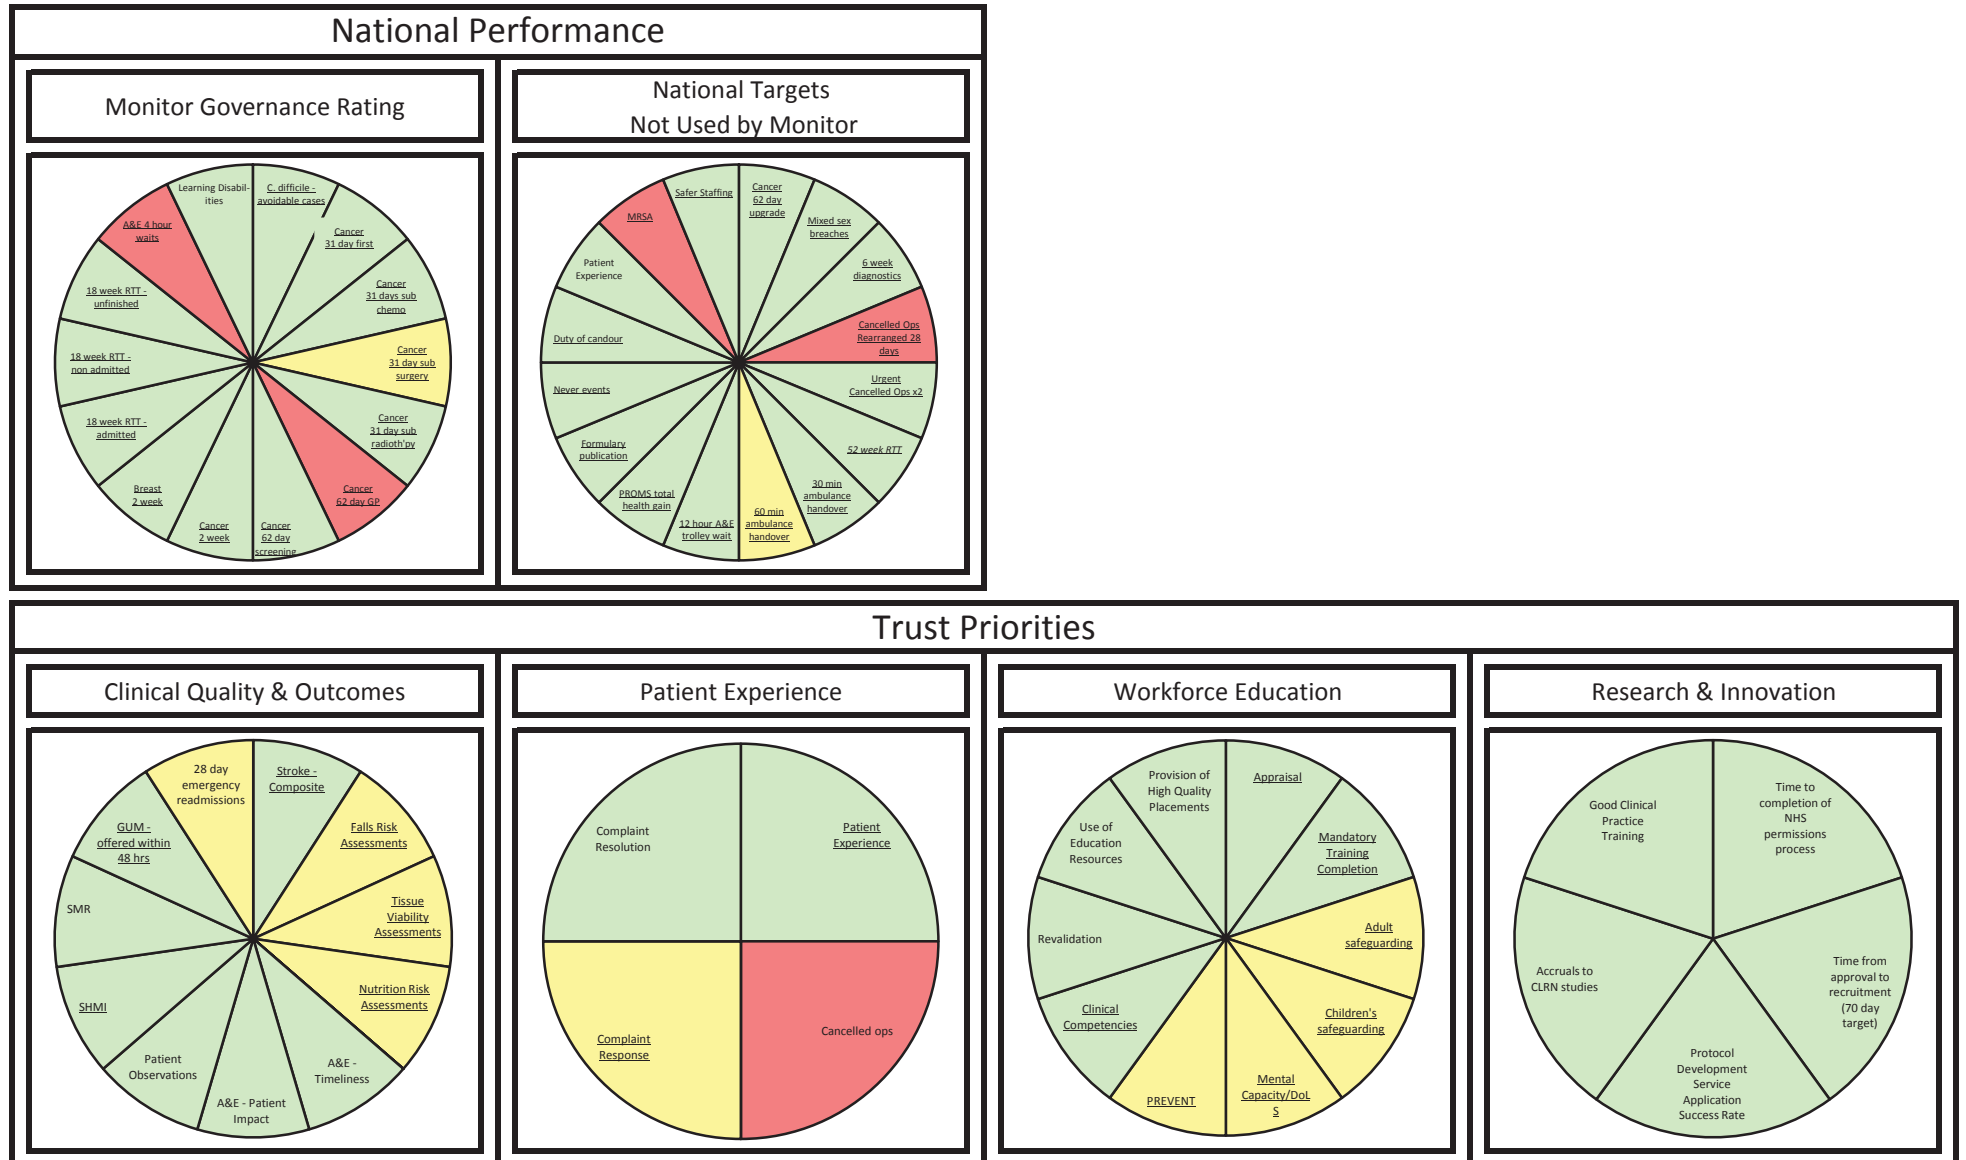 National Performance
Monitor Governance Rating
National Targets
Not Used by Monitor
C. difficile -
avoidable cases
Cancer
31 day first
Cancer
31 days sub
chemo
Cancer
31 day sub
surgery
Cancer
31 day sub
radioth'py
Cancer
62 day GP
Cancer
62 day
screening
Cancer
2 week
Breast
2 week
18 week RTT -
admitted
18 week RTT -
non admitted
18 week RTT -
unfinished
A&E 4 hour
waits
Learning Disabil-
ities
Cancer
62 day
upgrade
Mixed sex
breaches
6 week
diagnostics
Cancelled Ops
Rearranged 28
days
Urgent
Cancelled Ops x2
52 week RTT
30 min
ambulance
handover
60 min
ambulance
handover
12 hour A&E
trolley wait
PROMS total
health gain
Formulary
publication
Never events
Duty of candour
Patient
Experience
MRSA
Safer Staffing
Trust Priorities
Clinical Quality & Outcomes
Patient Experience
Workforce Education
Research & Innovation
Stroke -
Composite
Falls Risk
Assessments
Tissue
Viability
Assessments
Nutrition Risk
Assessments
A&E -
Timeliness
A&E - Patient
Impact
Patient
Observations
SHMI
SMR
GUM -
offered within
48 hrs
28 day
emergency
readmissions
Patient
Experience
Cancelled ops
Complaint
Response
Complaint
Resolution
Appraisal
Mandatory
Training
Completion
Adult
safeguarding
Children's
safeguarding
Mental
Capacity/DoL
S
PREVENT
Clinical
Competencies
Revalidation
Use of
Education
Resources
Provision of
High Quality
Placements
Time to
completion of
NHS
permissions
process
Time from
approval to
recruitment
(70 day
target)
Protocol
Development
Service
Application
Success Rate
Accruals to
CLRN studies
Good Clinical
Practice
Training